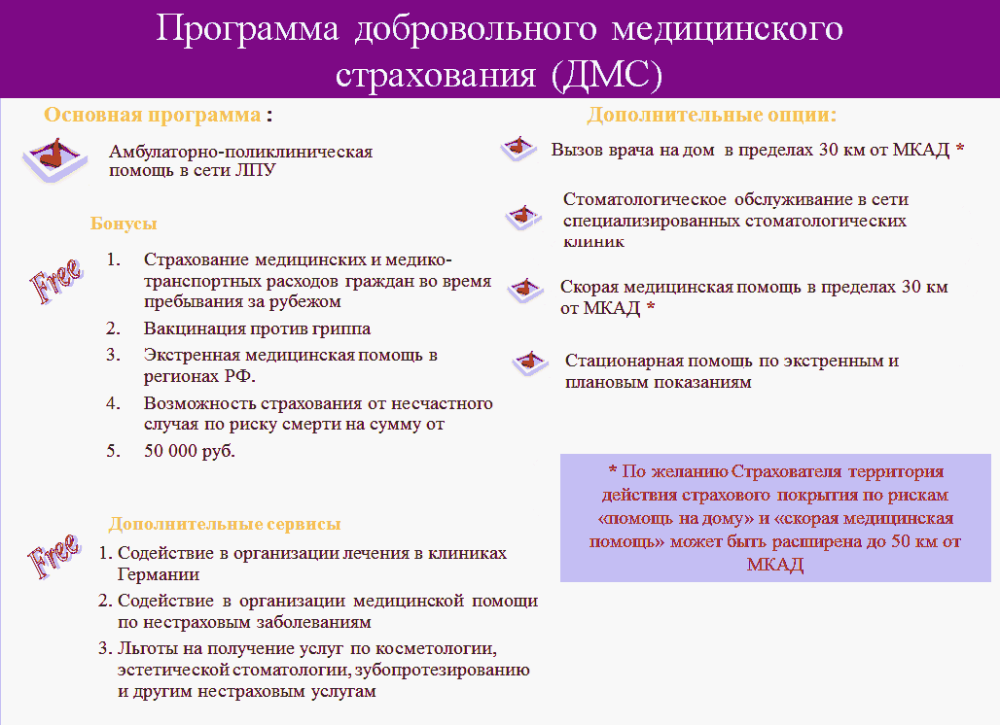 Программа добровольного медицинского
страхования (ДМС)
Основная программа :
Амбулаторно-поликлиническая
помощь в сети ЛПУ
Бонусы
Free
1. Страхование медицинских и медико-
транспортных расходов граждан во время
пребывания за рубежом
2. Вакцинация против гриппа
3. Экстренная медицинская помощь в
регионах РФ.
4. Возможность страхования от несчастного
случая по риску смерти на сумму от
5. 50 000 руб.
Дополнительные сервисы
Free
1. Содействие в организации лечения в клиниках
Германии
2. Содействие в организации медицинской помощи
по нестраховым заболеваниям
3. Льготы на получение услуг по косметологии,
эстетической стоматологии, зубопротезированию
и другим нестраховым услугам
Дополнительные опции:
Вызов врача на дом в пределах 30 км от МКАД *
Стоматологическое обслуживание в сети
специализированных стоматологических
клиник
Скорая медицинская помощь в пределах 30 км
от МКАД *
Стационарная помощь по экстренным и
плановым показаниям
* По желанию Страхователя территория
действия страхового покрытия по рискам
«помощь на дому» и «скорая медицинская
помощь» может быть расширена до 50 км от
МКАД